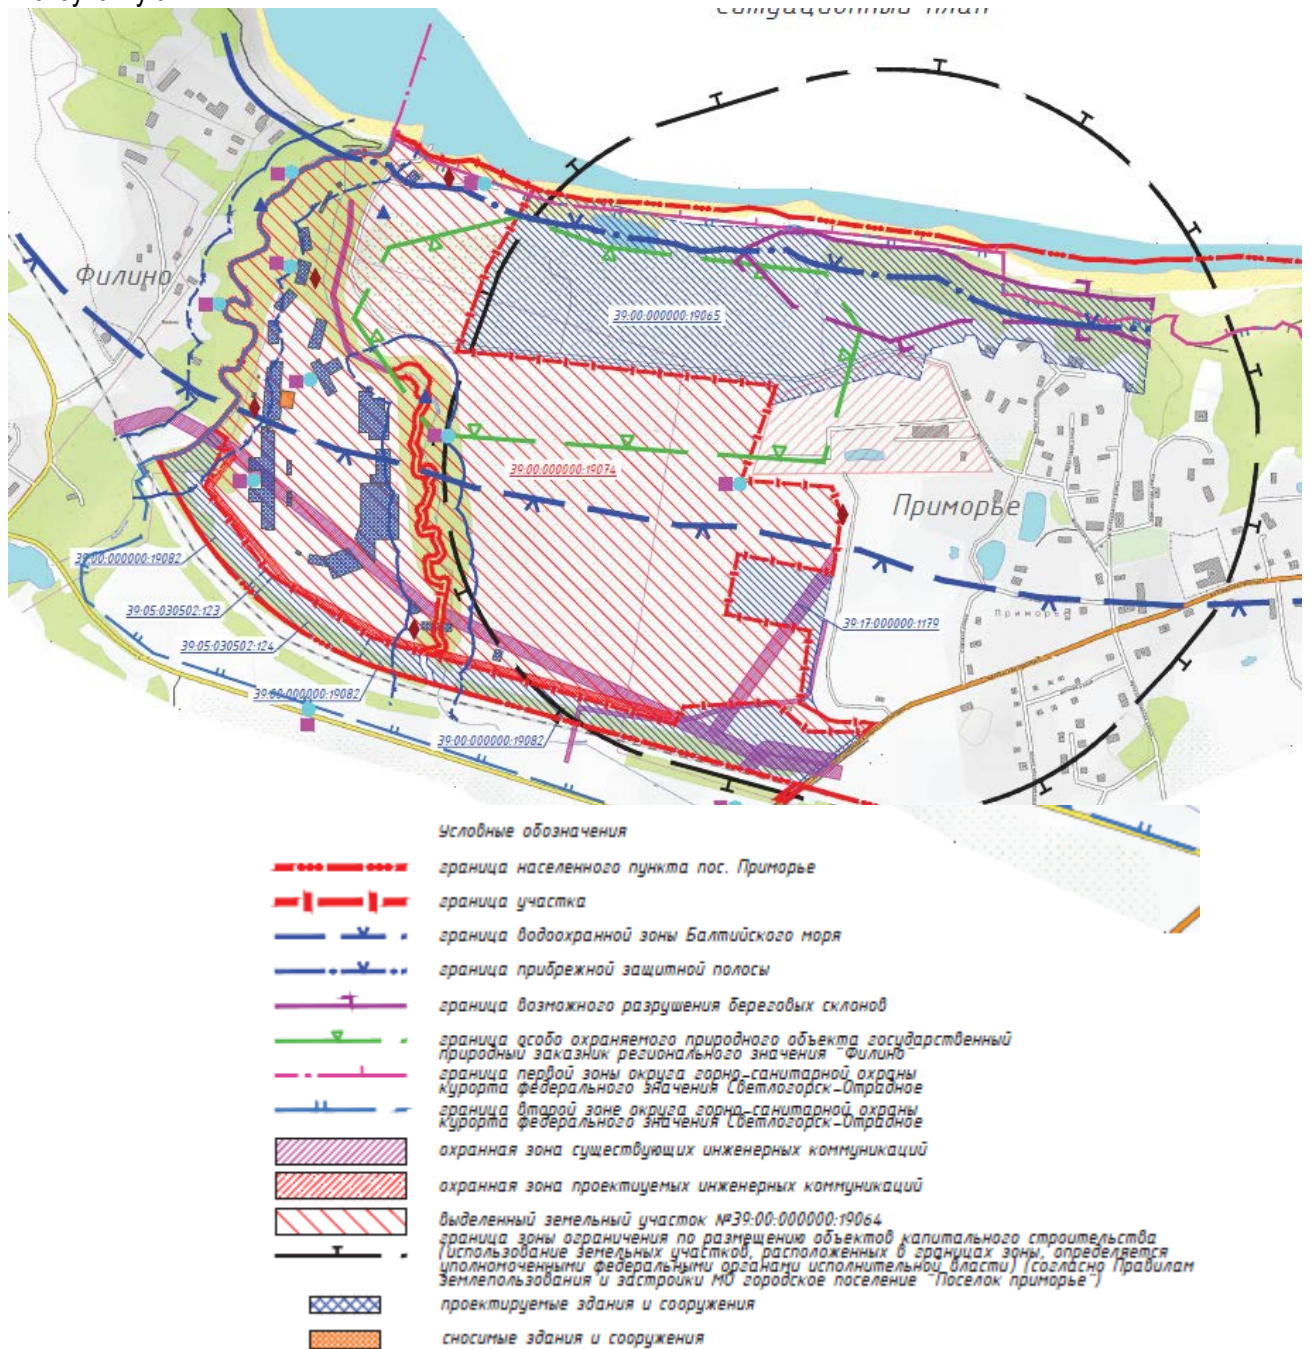 Ситуационный план
Филино
39:00:000000:19065
39:00:000000:19074
Приморье
39:00:000000:19082
39:05:030502:123
39:17:000000:1179
Приморье
39:05:030502:124
39:00:000000:19082
39:00:000000:19082
Условные обозначения
граница населенного пункта пос. Приморье
граница участка
граница водоохранной зоны Балтийского моря
граница прибрежной защитной полосы
граница возможного разрушения береговых склонов
граница особо охраняемого природного объекта государственный
природный заказник регионального значения "Филино"
граница первой зоны округа горно-санитарной охраны
курорта федерального значения Светлогорск-Отрадное
граница второй зоне округа горно-санитарной охраны
курорта федерального значения Светлогорск-Отрадное
охранная зона существующих инженерных коммуникаций
охранная зона проектиуемых инженерных коммуникаций
выделенный земельный участок №39:00:000000:19064
граница зоны ограничения по размещению объектов капитального строительства
(использование земельных участков, расположенных в границах зоны, определяется
уполномоченными федеральными органами исполнительной власти) (согласно Правилам
землепользования и застройки МО городское поселение "Поселок приморье")
проектируемые здания и сооружения
сносимые здания и сооружения